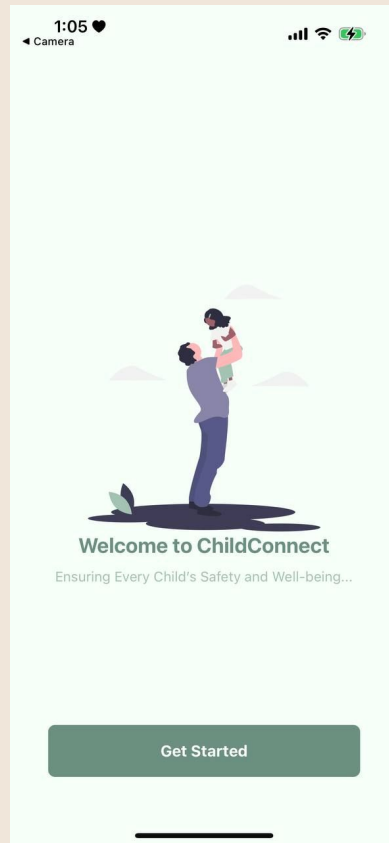 1:05
Camera
Welcome to ChildConnect
Ensuring Every Child's Safety and Well-being...
Get Started